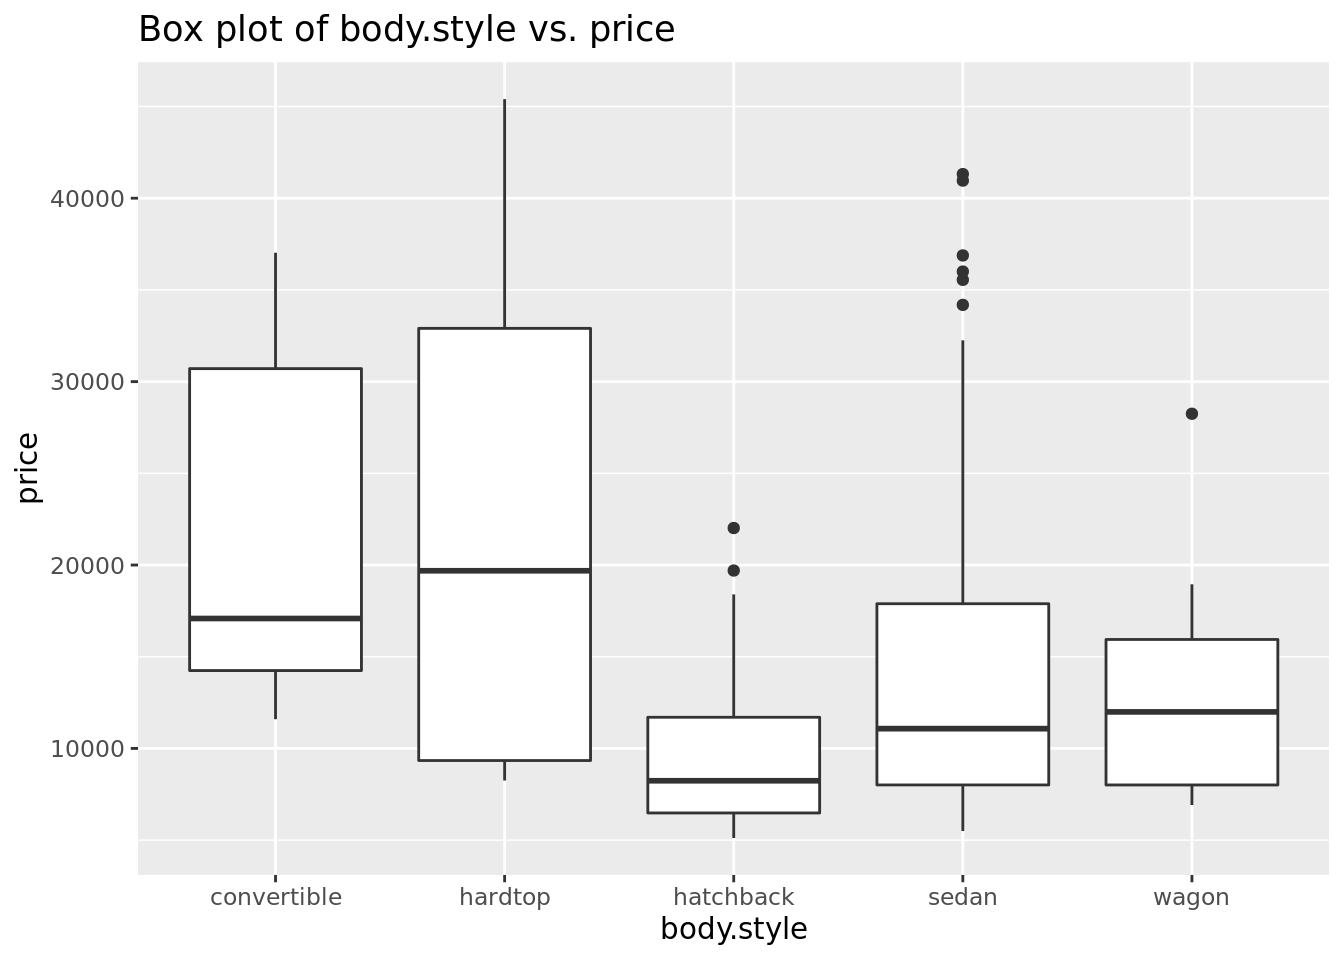 Box plot of body.style vs. price
price
40000
30000
20000
10000
convertible hardtop hatchback sedan wagon
body.style